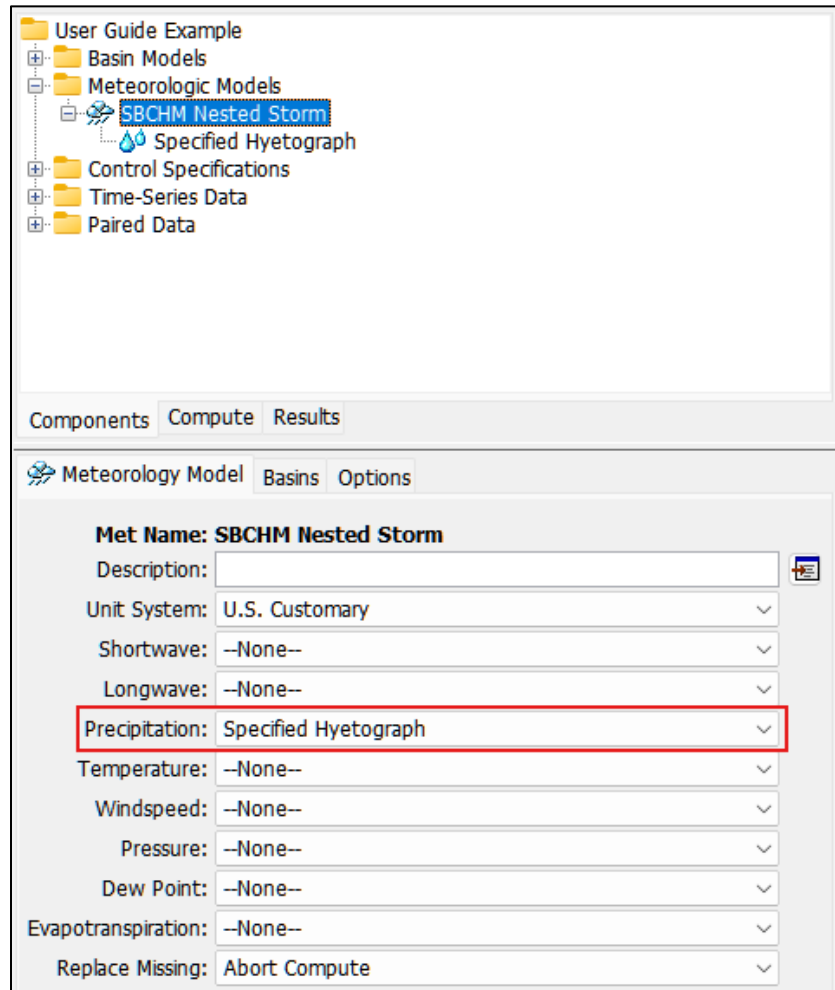 User Guide Example
Basin Models
Meteorologic Models
SBCHM Nested Storm
Specified Hyetograph
Control Specifications
Time-Series Data
Paired Data
Components Compute Results
Meteorology Model Basins Options
Met Name: SBCHM Nested Storm
Description:
Unit System: U.S. Customary
Shortwave: --None--
Longwave: --None--
Precipitation: Specified Hyetograph
Temperature: --None--
Windspeed: --None--
Pressure: --None--
Dew Point: --None--
Evapotranspiration: --None--
Replace Missing: Abort Compute